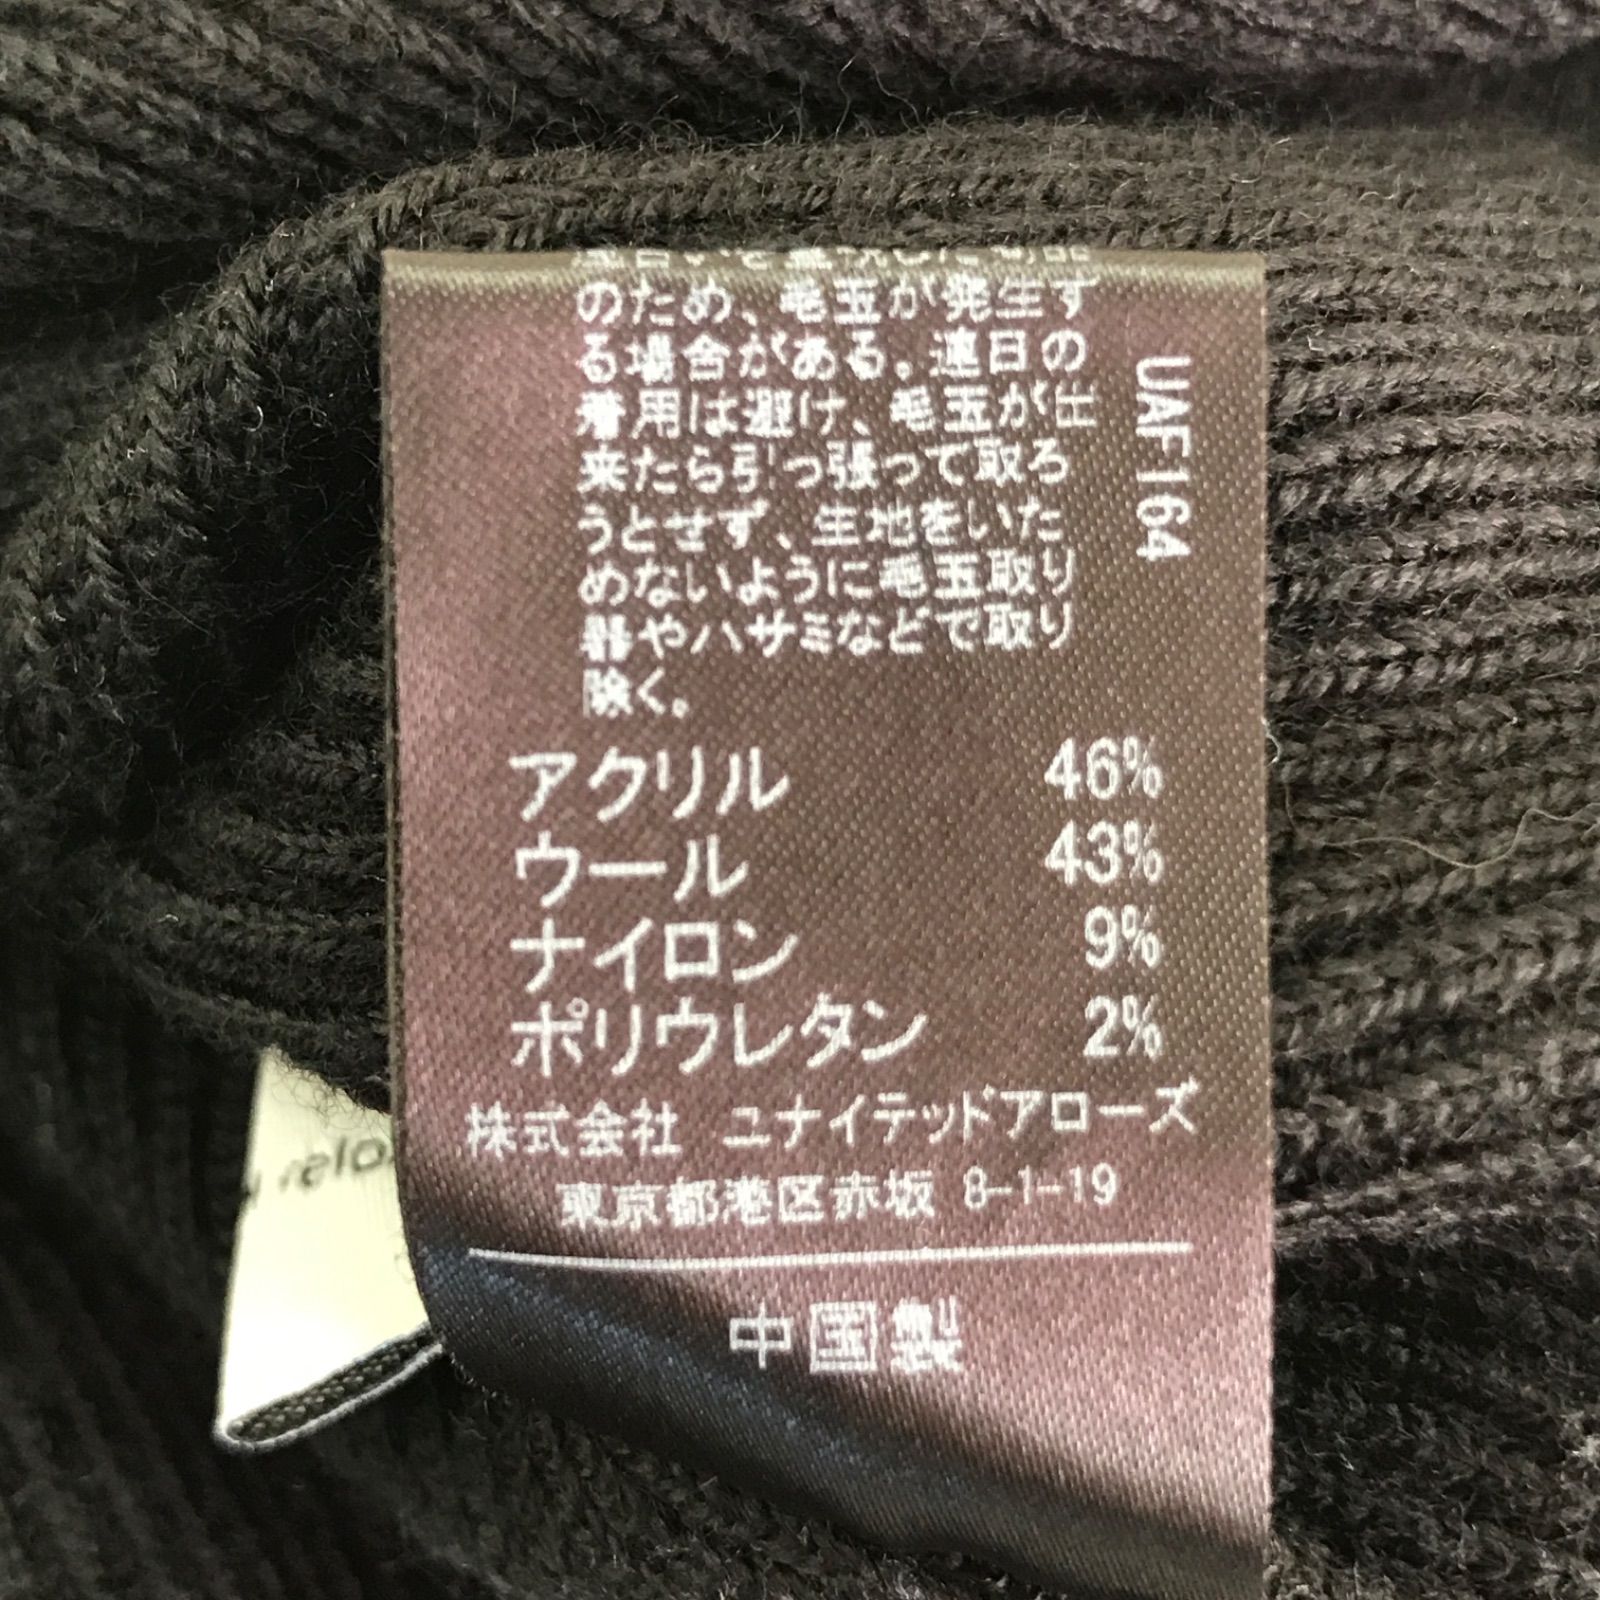 のため、毛玉が発生す
る場合がある。連日の
着用は避け、毛玉が出
来たら引っ張って取ろ
うとせず、生地をいた
めないように毛玉取り
器やハサミなどで取り
除く。
UAF164
アクリル 46%
ウール 43%
ナイロン 9%
ポリウレタン 2%
株式会社 ユナイテッドアローズ
東京都港区赤坂 8-1-19
中国製